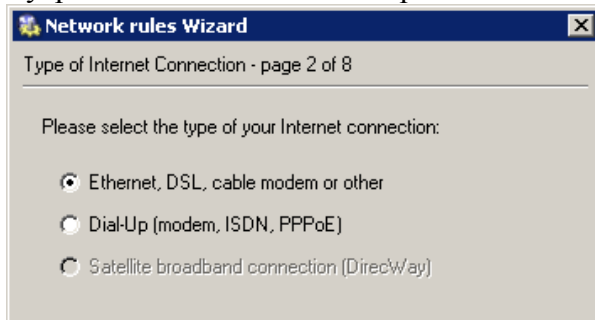 Network rules Wizard
Type of Internet Connection - page 2 of 8
Please select the type of your Internet connection:
Ethernet, DSL, cable modem or other
Dial-Up (modem, ISDN, PPPoE)
Satellite broadband connection (DirecWay)